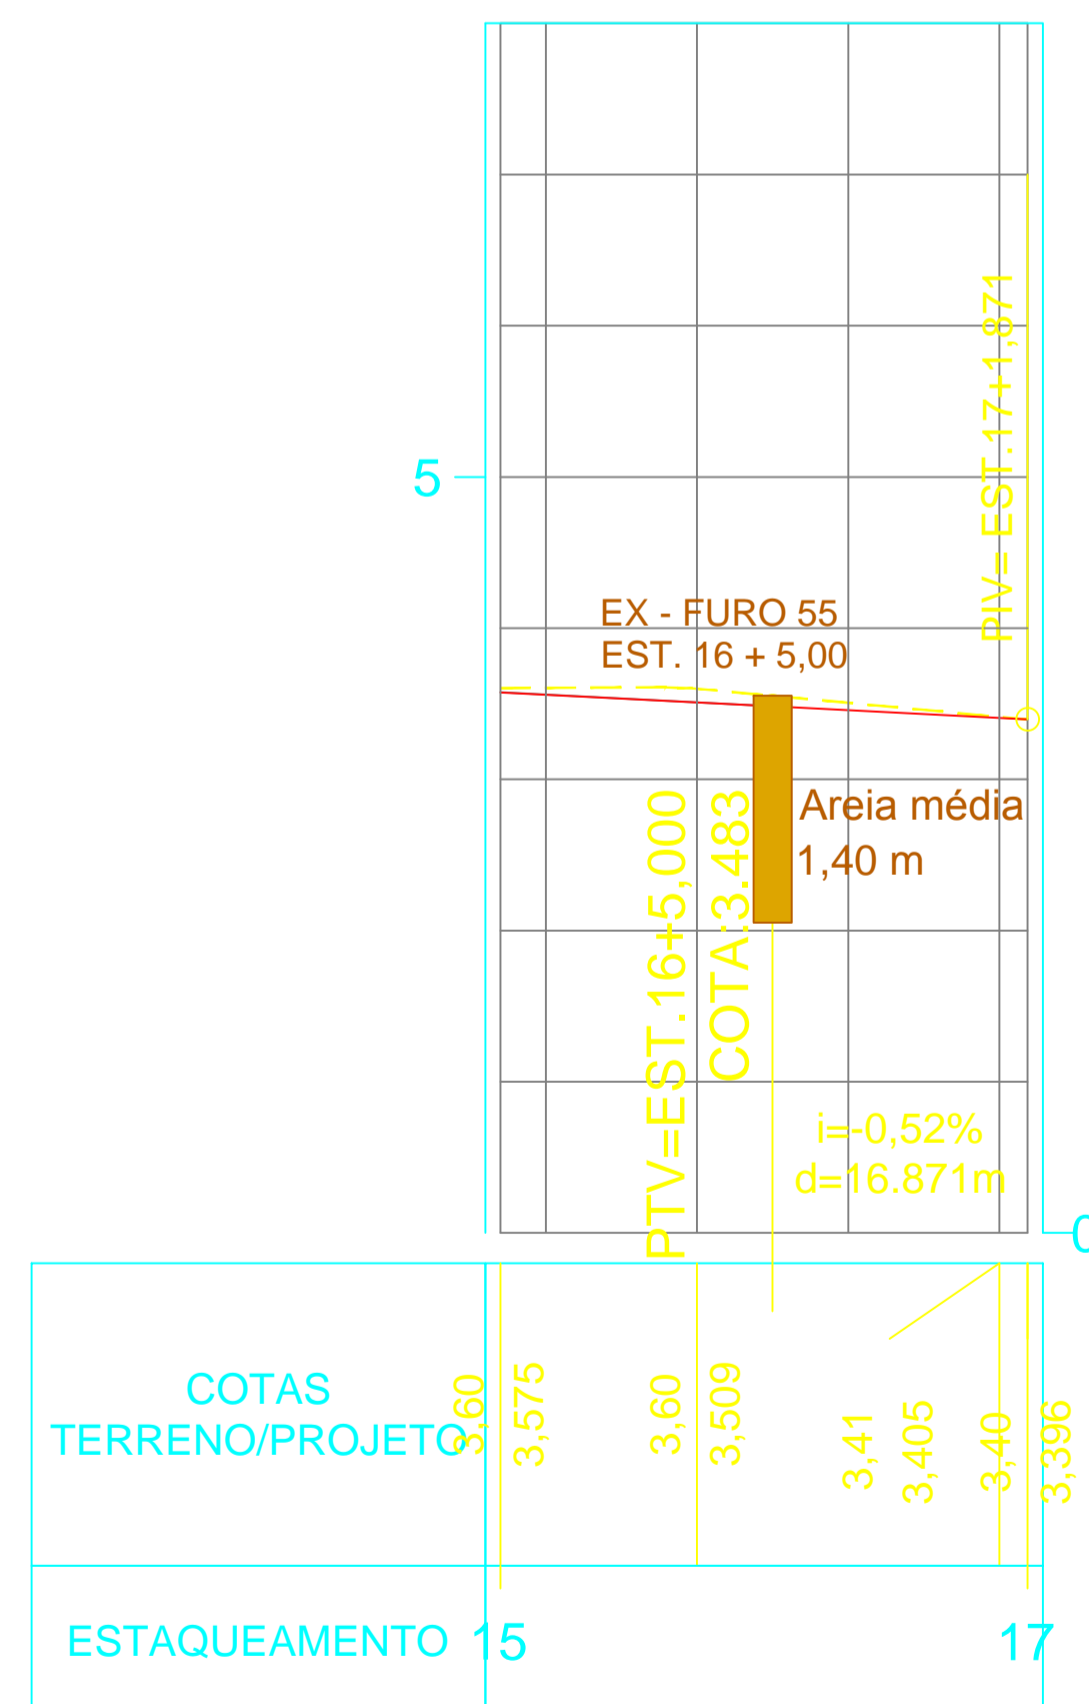 PIV= EST.17+1,871
5
EX - FURO 55
EST. 16 + 5,00
Areia média
1,40 m
PTV=EST.16+5,000
COTA:3.483
i=-0,52%
d=16.871m
0
COTAS
TERRENO/PROJETO
3,60
3,575
3,60
3,509
3,41
3,405
3,40
3,396
ESTAQUEAMENTO
15
17